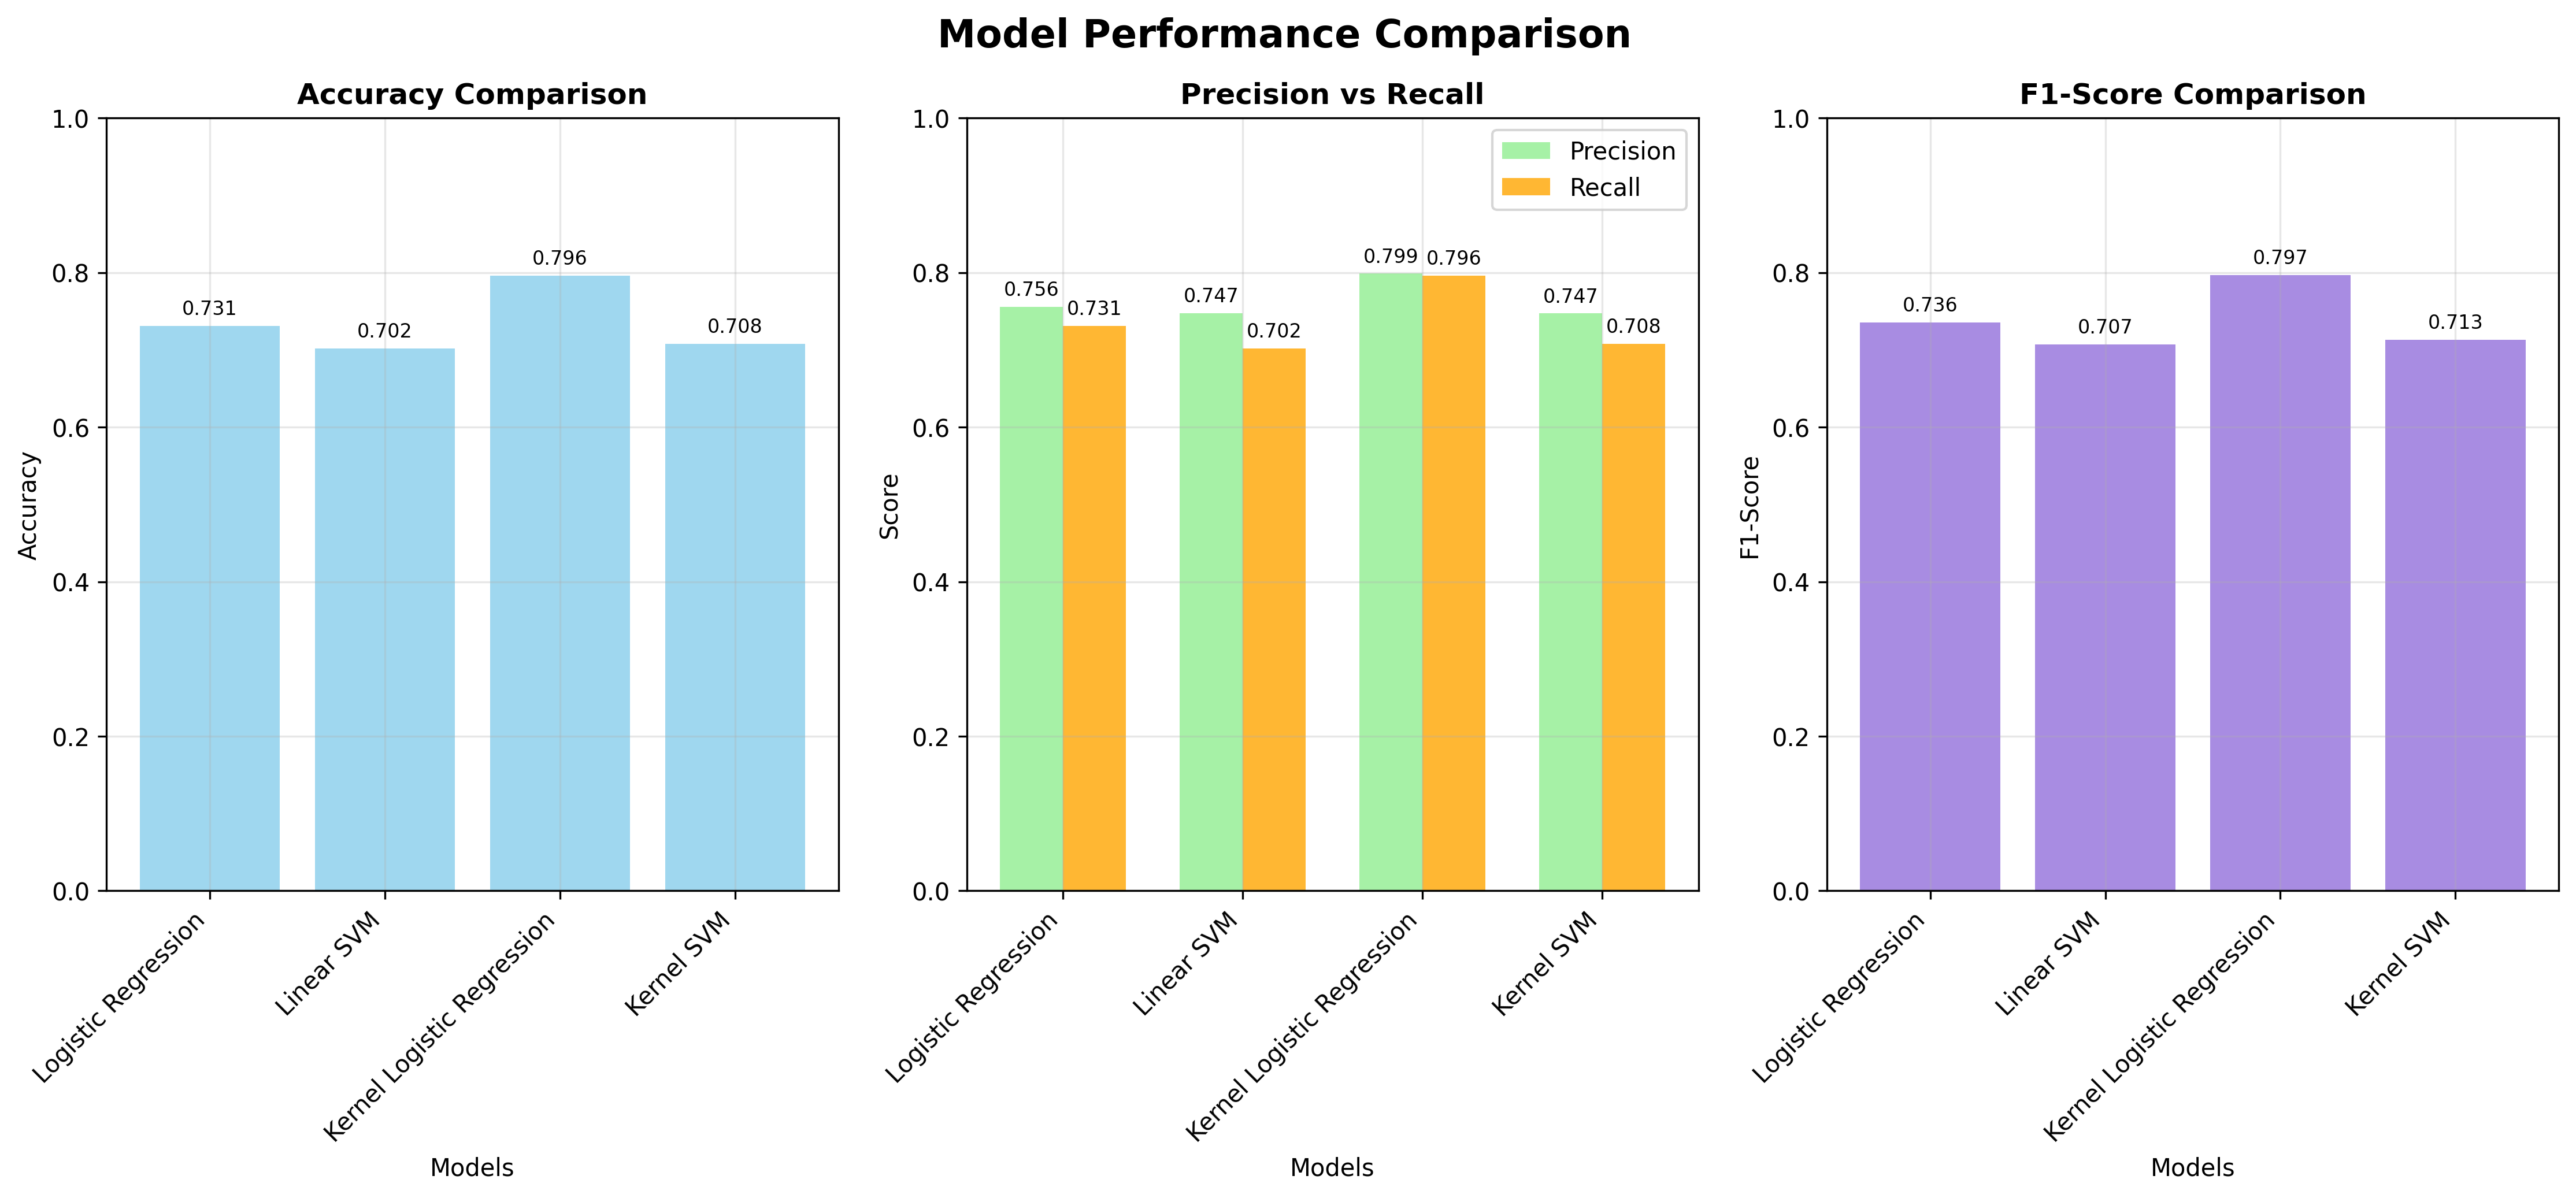 Model Performance Comparison
Accuracy Comparison
1.0
0.8
0.6
0.4
0.2
0.0
Accuracy
0.731
0.702
0.796
0.708
Logistic Regression
Linear SVM
Kernel Logistic Regression
Kernel SVM
Models
Precision vs Recall
1.0
0.8
0.6
0.4
0.2
0.0
Score
Precision
Recall
0.756
0.731
0.747
0.702
0.799
0.796
0.747
0.708
Logistic Regression
Linear SVM
Kernel Logistic Regression
Kernel SVM
Models
F1-Score Comparison
1.0
0.8
0.6
0.4
0.2
0.0
F1-Score
0.736
0.707
0.797
0.713
Logistic Regression
Linear SVM
Kernel Logistic Regression
Kernel SVM
Models